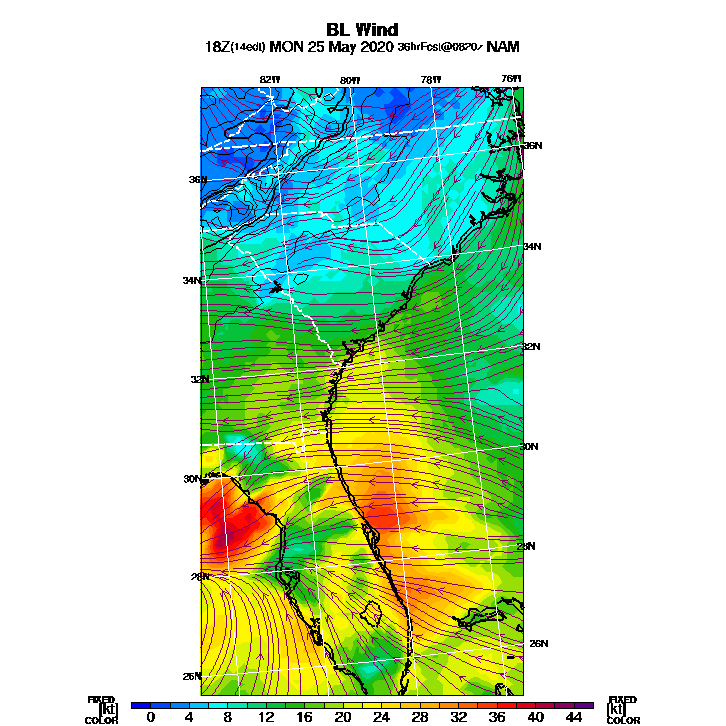 BL Wind
18Z(14edt) MON 25 May 2020 36hrFcst@0620z NAM
82W 80W 78W 76W
36N
36N
34N
34N
32N
32N
30N
30N
28N
28N
26N
26N
FIXED FIXED
[kt] 0 4 8 12 16 20 24 28 32 36 40 44 [kt]
COLOR COLOR